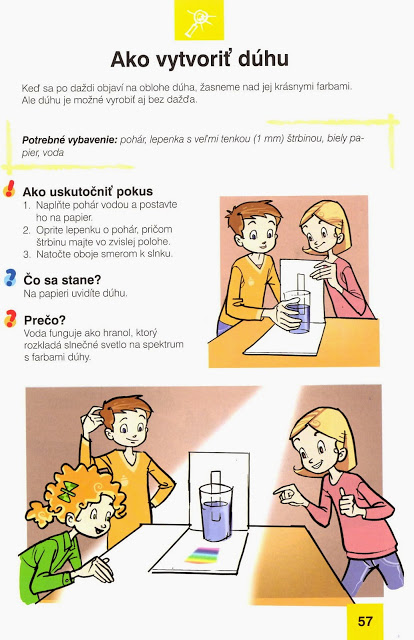 Ako vytvoriť dúhu
Keď sa po daždi objaví na oblohe dúha, žasneme nad jej krásnymi farbami.
Ale dúhu je možné vyrobiť aj bez dažďa.
Potrebné vybavenie: pohár, lepenka s veľmi tenkou (1 mm) štrbinou, biely pa-
pier, voda
Ako uskutočniť pokus
1. Naplňte pohár vodou a postavte
ho na papier.
2. Oprite lepenku o pohár, pričom
štrbinu majte vo zvislej polohe.
3. Natočte oboje smerom k slnku.
Čo sa stane?
Na papieri uvidíte dúhu.
Prečo?
Voda funguje ako hranol, ktorý
rozkladá slnečné svetlo na spektrum
s farbami dúhy.
57